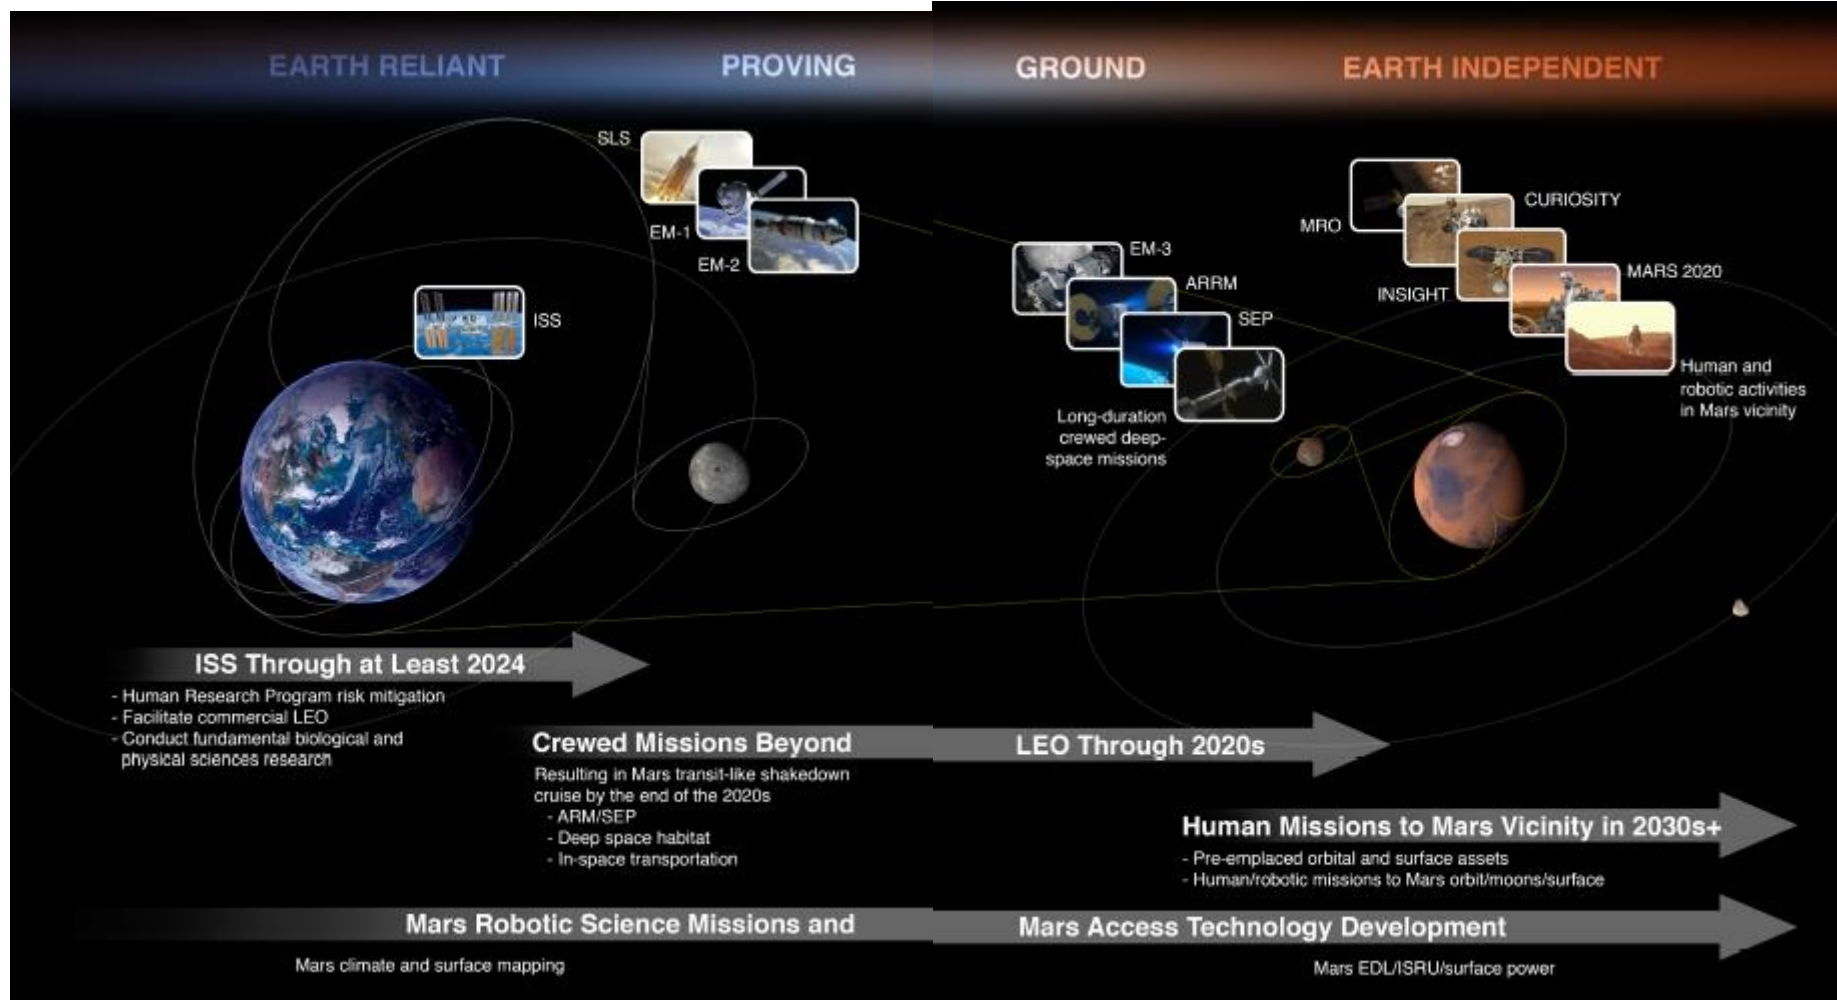 EARTH RELIANT
PROVING GROUND
EARTH INDEPENDENT
SLS
EM-1
EM-2
ISS
EM-3
ARRM
SEP
Long-duration
crewed deep-
space missions
MRO
CURIOSITY
INSIGHT
MARS 2020
Human and
robotic activities
in Mars vicinity
ISS Through at Least 2024
- Human Research Program risk mitigation
- Facilitate commercial LEO
- Conduct fundamental biological and
physical sciences research
Crewed Missions Beyond LEO Through 2020s
Resulting in Mars transit-like shakedown
cruise by the end of the 2020s
- ARM/SEP
- Deep space habitat
- In-space transportation
Human Missions to Mars Vicinity in 2030s+
- Pre-emplaced orbital and surface assets
- Human/robotic missions to Mars orbit/moons/surface
Mars Robotic Science Missions and Mars Access Technology Development
Mars climate and surface mapping
Mars EDL/ISRU/surface power